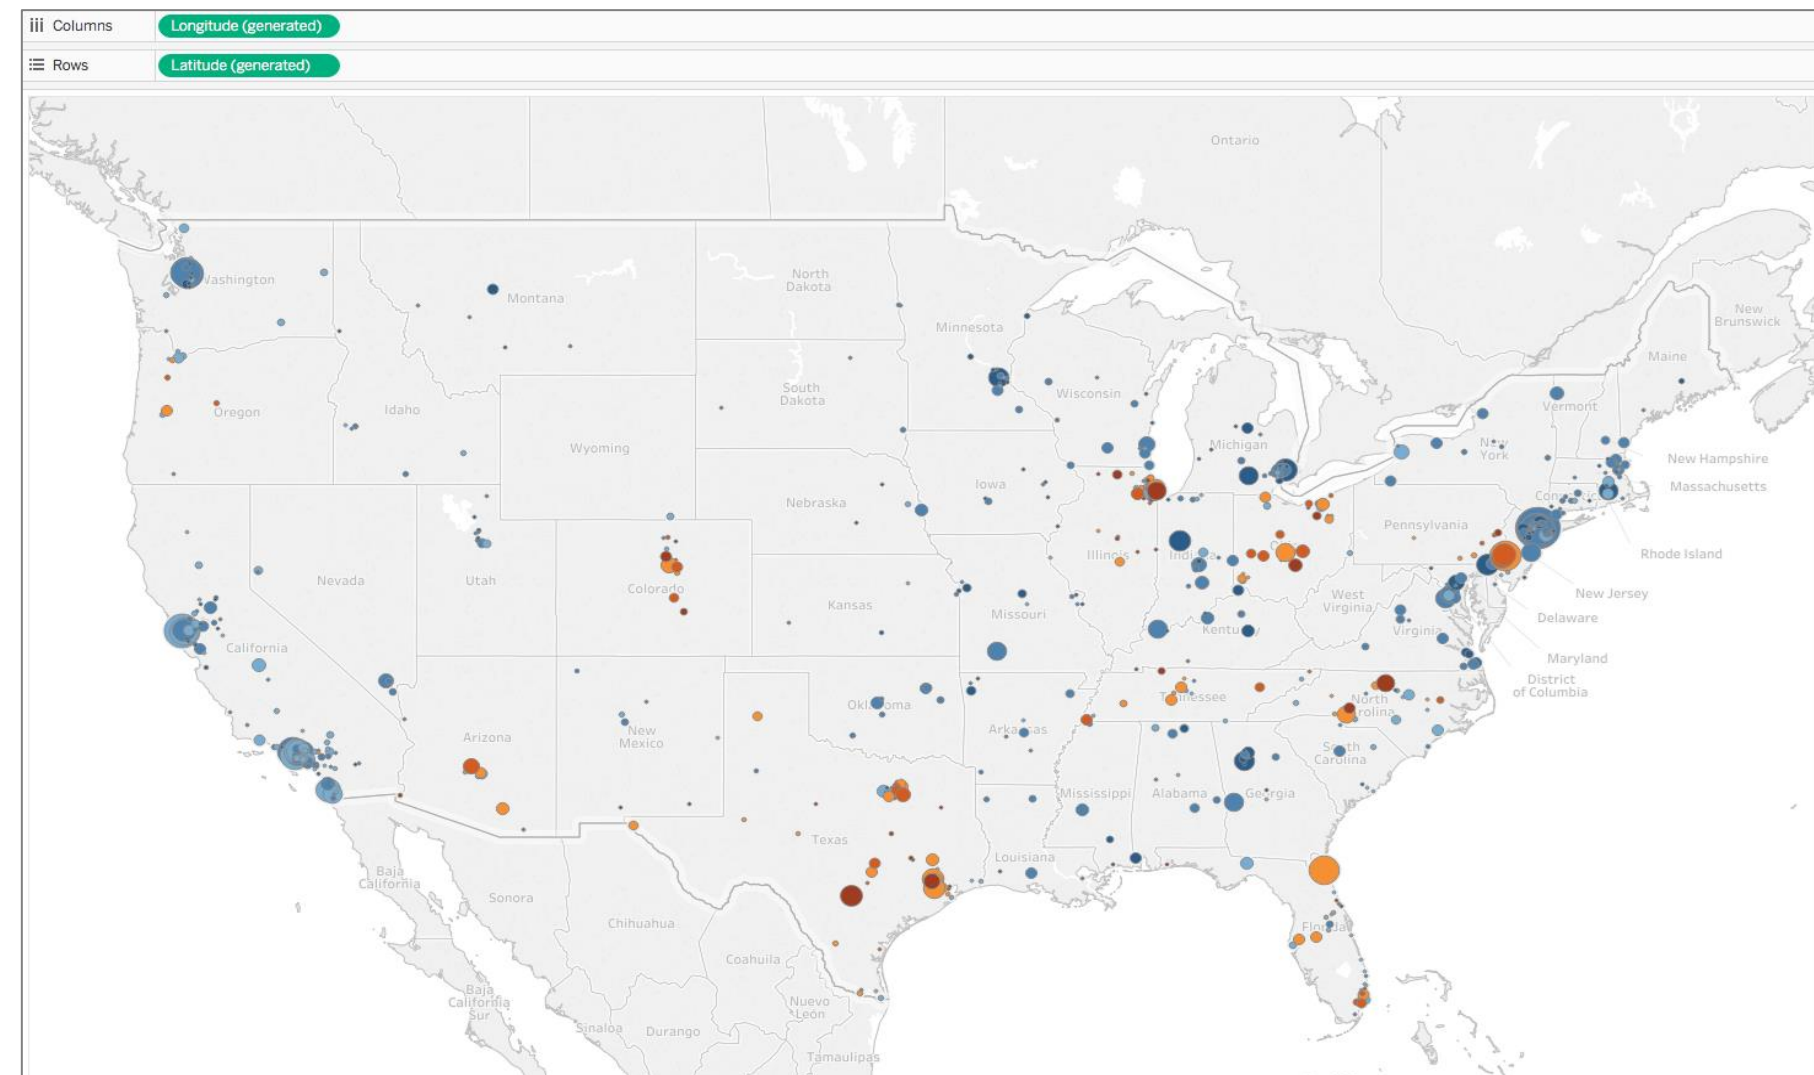 Columns
Longitude (generated)
Rows
Latitude (generated)
Ontario
Washington
North
Dakota
Montana
Minnesota
New
Brunswick
Maine
South
Dakota
Wisconsin
Oregon
Idaho
Vermont
Michigan
Wyoming
New
York
New Hampshire
Massachusetts
Iowa
Nebraska
Pennsylvania
Rhode Island
Illinois
Nevada
Utah
Colorado
Kansas
Missouri
West
Virginia
New Jersey
Delaware
Virginia
Kentucky
California
Maryland
District
of Columbia
Tennessee
North
Carolina
Oklahoma
Arkansas
New
Mexico
Arizona
South
Carolina
Mississippi
Alabama
Georgia
Texas
Louisiana
Baja
California
Sonora
Chihuahua
Florida
Coahuila
Baja
California
Sur
Nuevo
León
Sinaloa
Durango
Tamaulipas